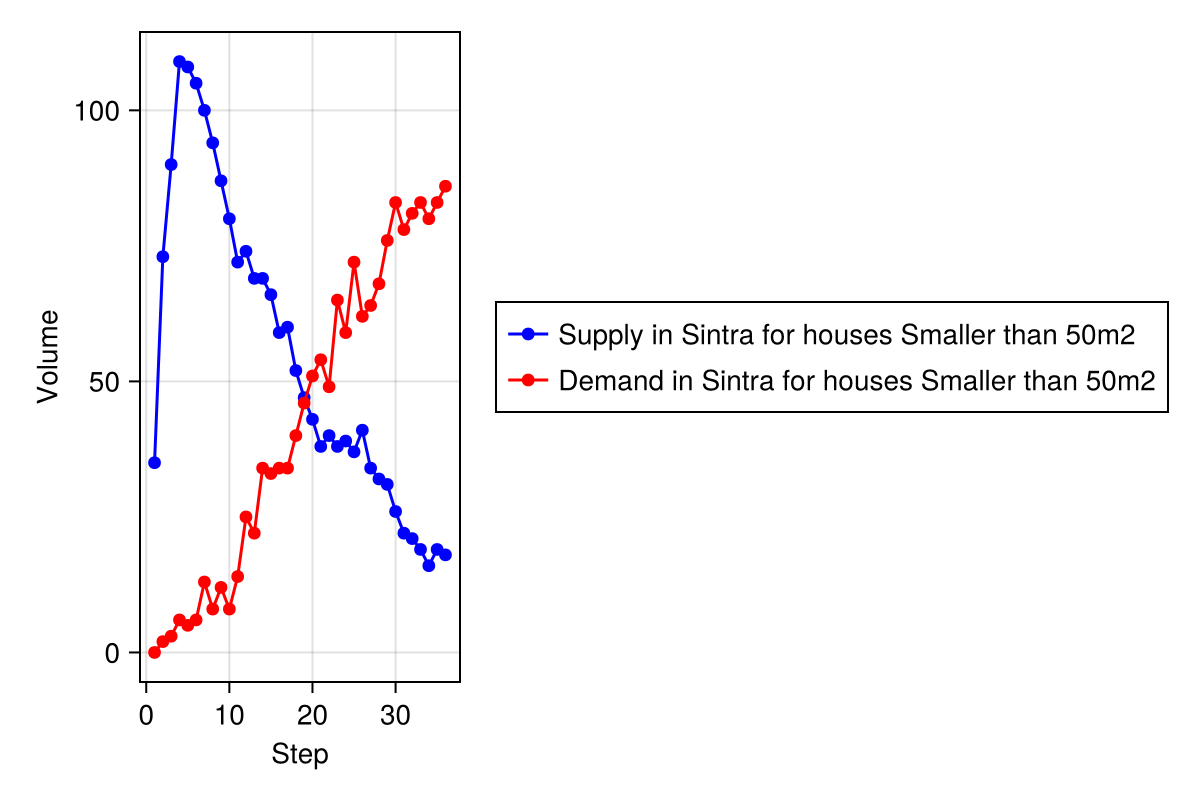 100
50
0
Volume
0 10 20 30
Step
Supply in Sintra for houses Smaller than 50m2
Demand in Sintra for houses Smaller than 50m2